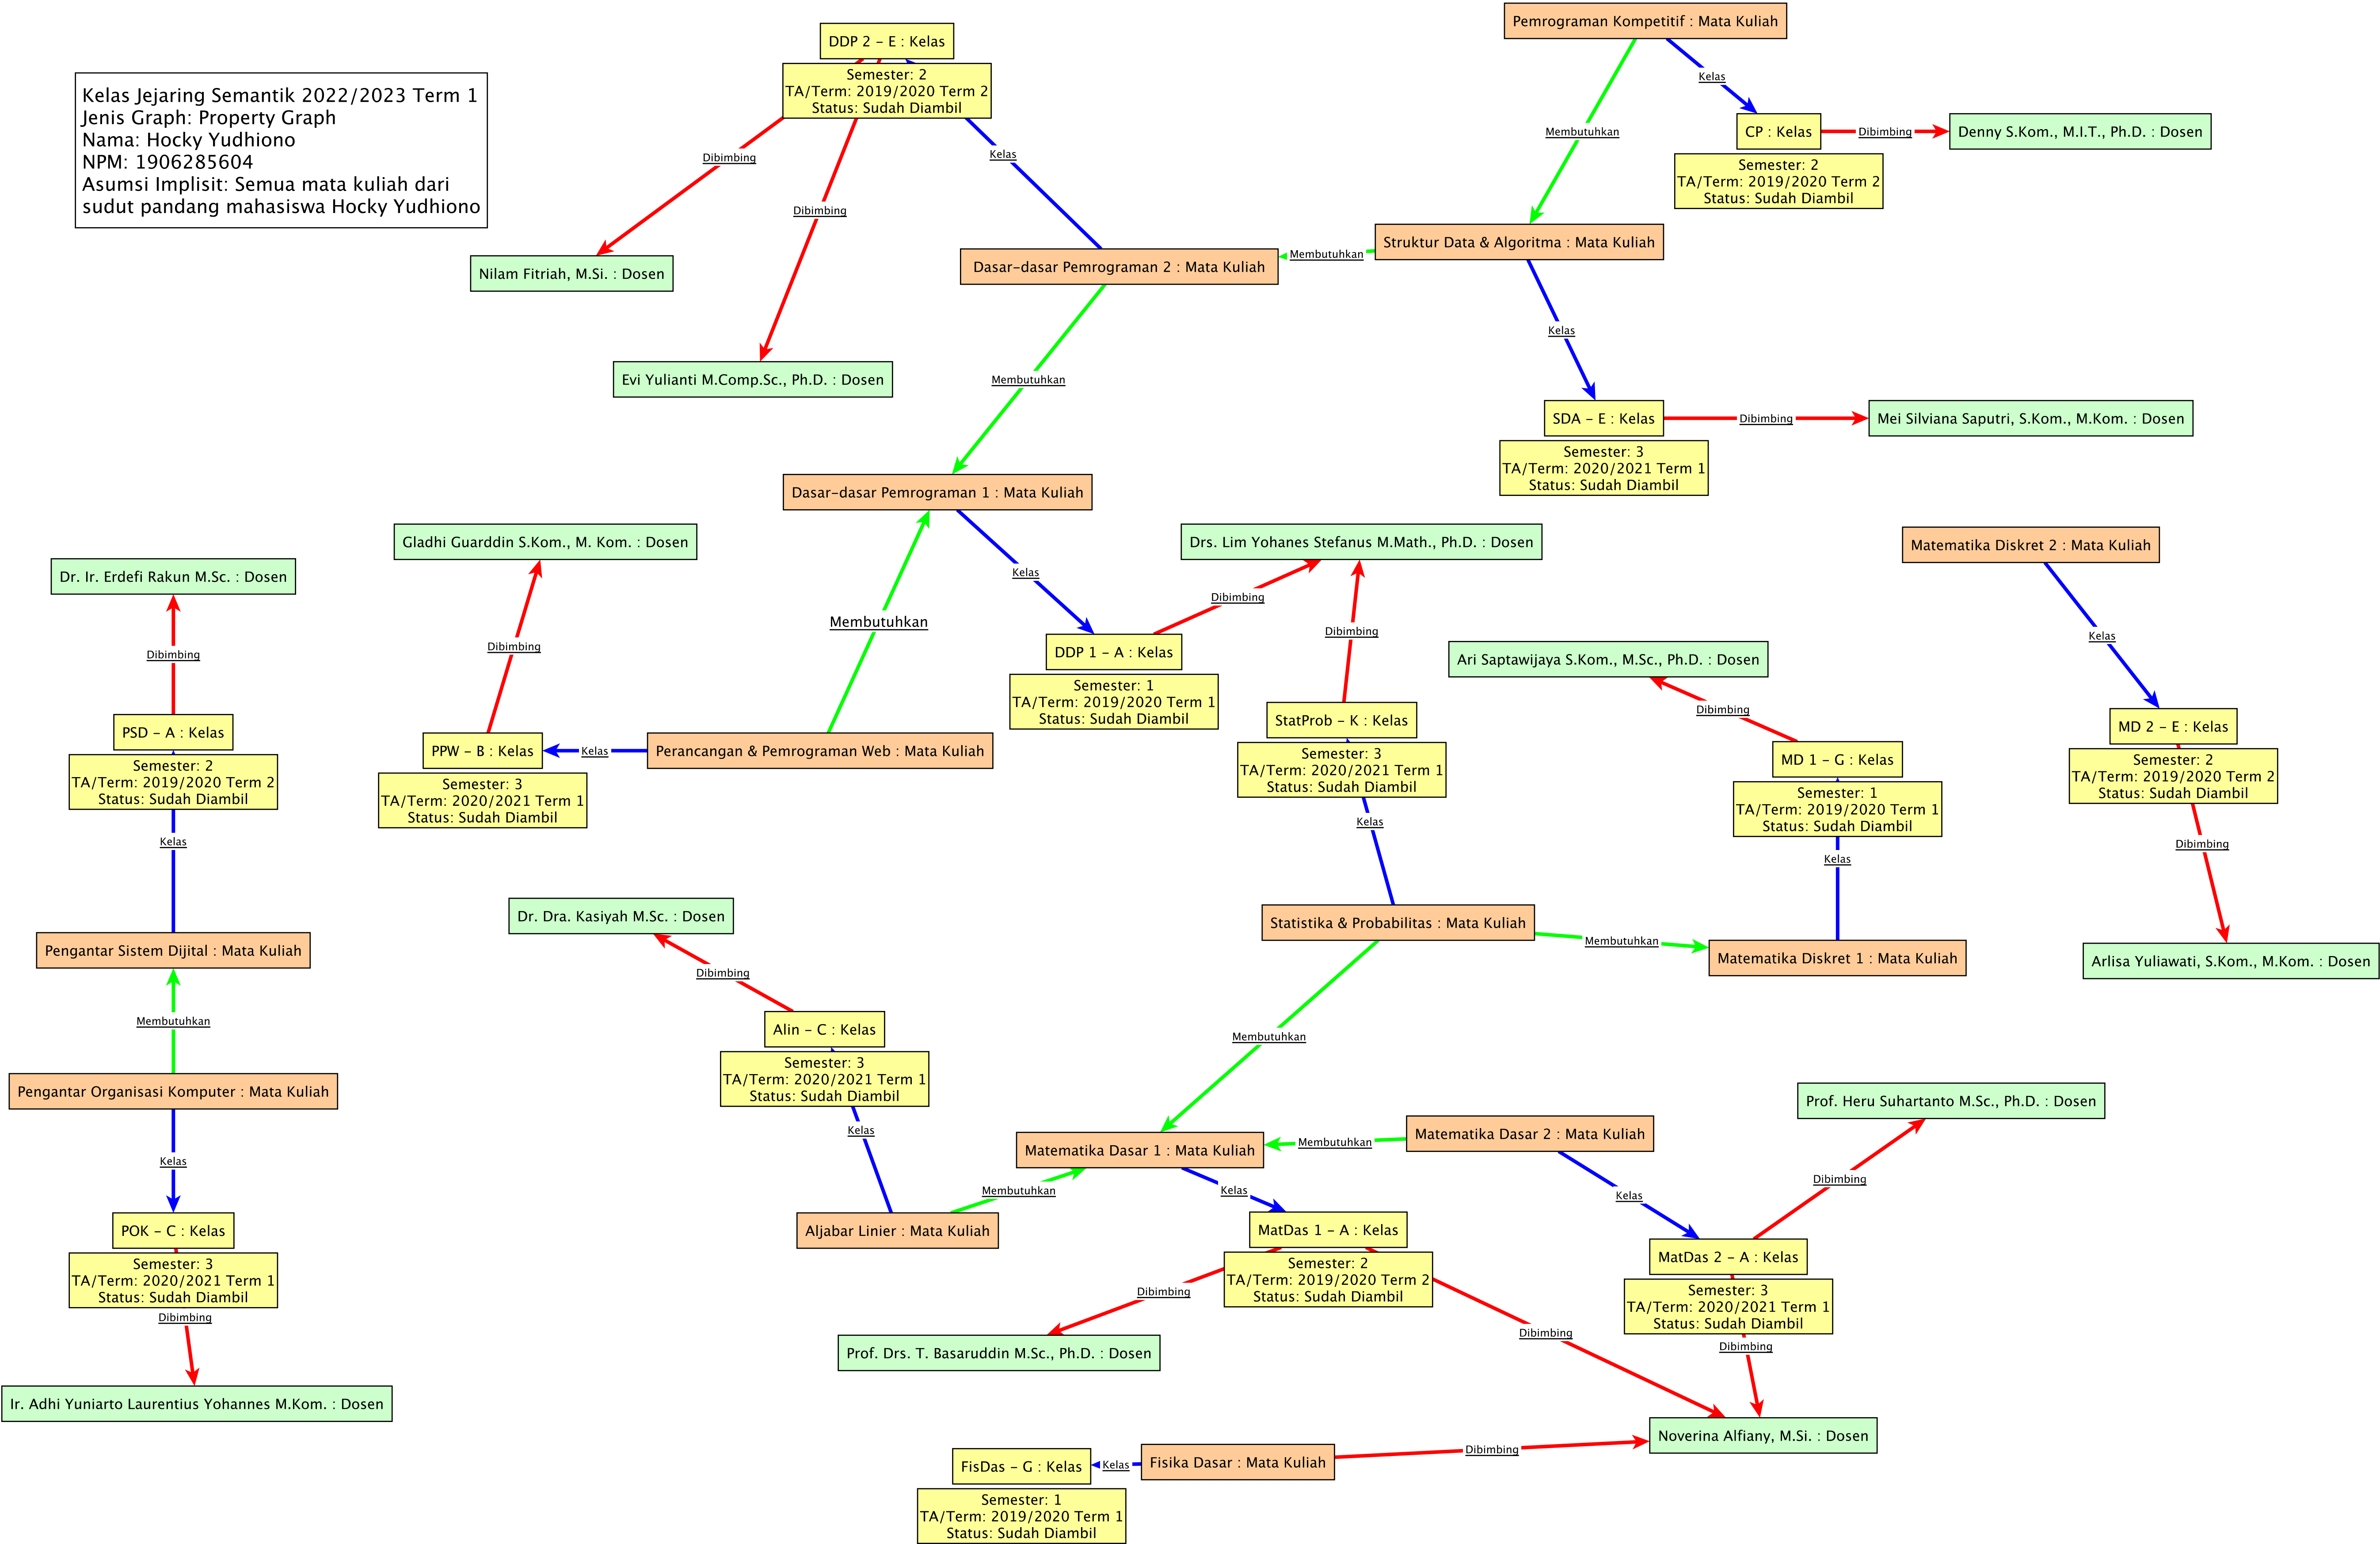 Pemrograman Kompetitif : Mata Kuliah
DDP 2 - E : Kelas
Semester: 2
TA/Term: 2019/2020 Term 2
Status: Sudah Diambil
Kelas Jejaring Semantik 2022/2023 Term 1
Jenis Graph: Property Graph
Nama: Hocky Yudhiono
NPM: 1906285604
Asumsi Implisit: Semua mata kuliah dari
sudut pandang mahasiswa Hocky Yudhiono
Kelas
Membutuhkan
CP : Kelas
Dibimbing
Denny S.Kom., M.I.T., Ph.D. : Dosen
Semester: 2
TA/Term: 2019/2020 Term 2
Status: Sudah Diambil
Dibimbing
Kelas
Dibimbing
Nilam Fitriah, M.Si. : Dosen
Dasar-dasar Pemrograman 2 : Mata Kuliah
Membutuhkan
Struktur Data & Algoritma : Mata Kuliah
Kelas
Evi Yulianti M.Comp.Sc., Ph.D. : Dosen
Membutuhkan
SDA - E : Kelas
Dibimbing
Mei Silviana Saputri, S.Kom., M.Kom. : Dosen
Semester: 3
TA/Term: 2020/2021 Term 1
Status: Sudah Diambil
Dasar-dasar Pemrograman 1 : Mata Kuliah
Gladhi Guarddin S.Kom., M. Kom. : Dosen
Drs. Lim Yohanes Stefanus M.Math., Ph.D. : Dosen
Matematika Diskret 2 : Mata Kuliah
Dr. Ir. Erdefi Rakun M.Sc. : Dosen
Kelas
Dibimbing
Membutuhkan
Dibimbing
Kelas
Dibimbing
Dibimbing
DDP 1 - A : Kelas
Semester: 1
TA/Term: 2019/2020 Term 1
Status: Sudah Diambil
Ari Saptawijaya S.Kom., M.Sc., Ph.D. : Dosen
Dibimbing
PSD - A : Kelas
Semester: 2
TA/Term: 2019/2020 Term 2
Status: Sudah Diambil
PPW - B : Kelas
Kelas
Perancangan & Pemrograman Web : Mata Kuliah
Semester: 3
TA/Term: 2020/2021 Term 1
Status: Sudah Diambil
StatProb - K : Kelas
Semester: 3
TA/Term: 2020/2021 Term 1
Status: Sudah Diambil
MD 1 - G : Kelas
Semester: 1
TA/Term: 2019/2020 Term 1
Status: Sudah Diambil
MD 2 - E : Kelas
Semester: 2
TA/Term: 2019/2020 Term 2
Status: Sudah Diambil
Kelas
Kelas
Kelas
Dibimbing
Dr. Dra. Kasiyah M.Sc. : Dosen
Statistika & Probabilitas : Mata Kuliah
Membutuhkan
Matematika Diskret 1 : Mata Kuliah
Arlisa Yuliawati, S.Kom., M.Kom. : Dosen
Pengantar Sistem Dijital : Mata Kuliah
Dibimbing
Membutuhkan
Alin - C : Kelas
Semester: 3
TA/Term: 2020/2021 Term 1
Status: Sudah Diambil
Membutuhkan
Pengantar Organisasi Komputer : Mata Kuliah
Prof. Heru Suhartanto M.Sc., Ph.D. : Dosen
Kelas
Kelas
Matematika Dasar 1 : Mata Kuliah
Membutuhkan
Matematika Dasar 2 : Mata Kuliah
Membutuhkan
Kelas
Kelas
Dibimbing
POK - C : Kelas
Semester: 3
TA/Term: 2020/2021 Term 1
Status: Sudah Diambil
Aljabar Linier : Mata Kuliah
MatDas 1 - A : Kelas
Semester: 2
TA/Term: 2019/2020 Term 2
Status: Sudah Diambil
MatDas 2 - A : Kelas
Semester: 3
TA/Term: 2020/2021 Term 1
Status: Sudah Diambil
Dibimbing
Dibimbing
Dibimbing
Dibimbing
Prof. Drs. T. Basaruddin M.Sc., Ph.D. : Dosen
Ir. Adhi Yuniarto Laurentius Yohannes M.Kom. : Dosen
Noverina Alfiany, M.Si. : Dosen
FisDas - G : Kelas
Kelas
Fisika Dasar : Mata Kuliah
Dibimbing
Semester: 1
TA/Term: 2019/2020 Term 1
Status: Sudah Diambil